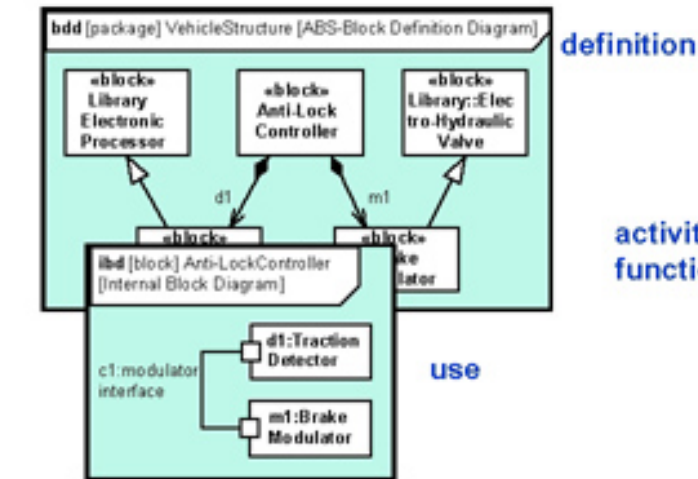 bdd [package] VehicleStructure [ABS-Block Definition Diagram]
definition
«block»
Library
Electronic
Processor
«block»
Anti-Lock
Controller
«block»
Library::Elec
tro-Hydraulic
Valve
d1
m1
«block»
«block»
ibd [block] Anti-LockController
[Internal Block Diagram]
d1:Traction
Detector
c1:modulator
interface
m1:Brake
Modulator
use